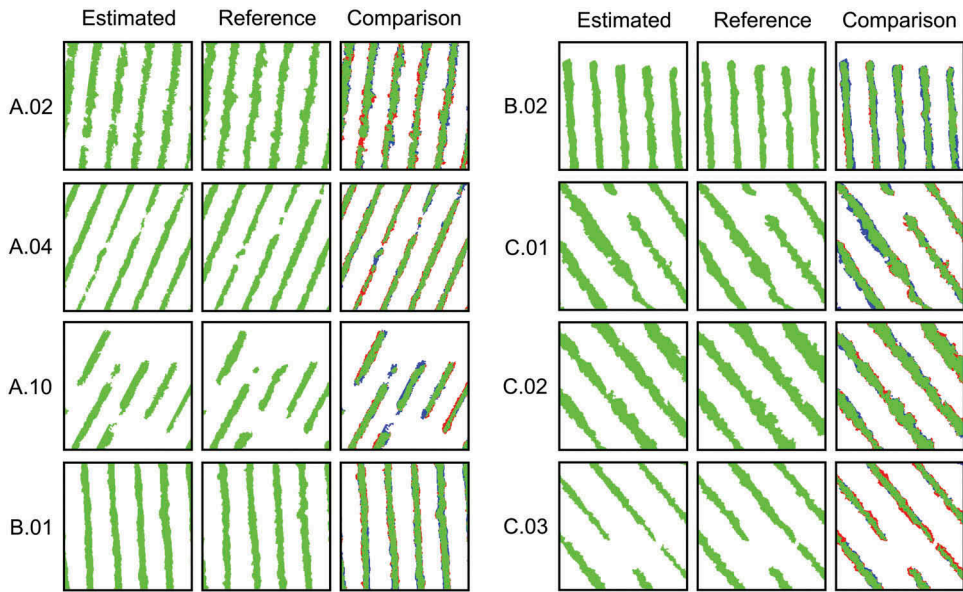 Estimated Reference Comparison
A.02
A.04
A.10
B.01
Estimated Reference Comparison
B.02
C.01
C.02
C.03